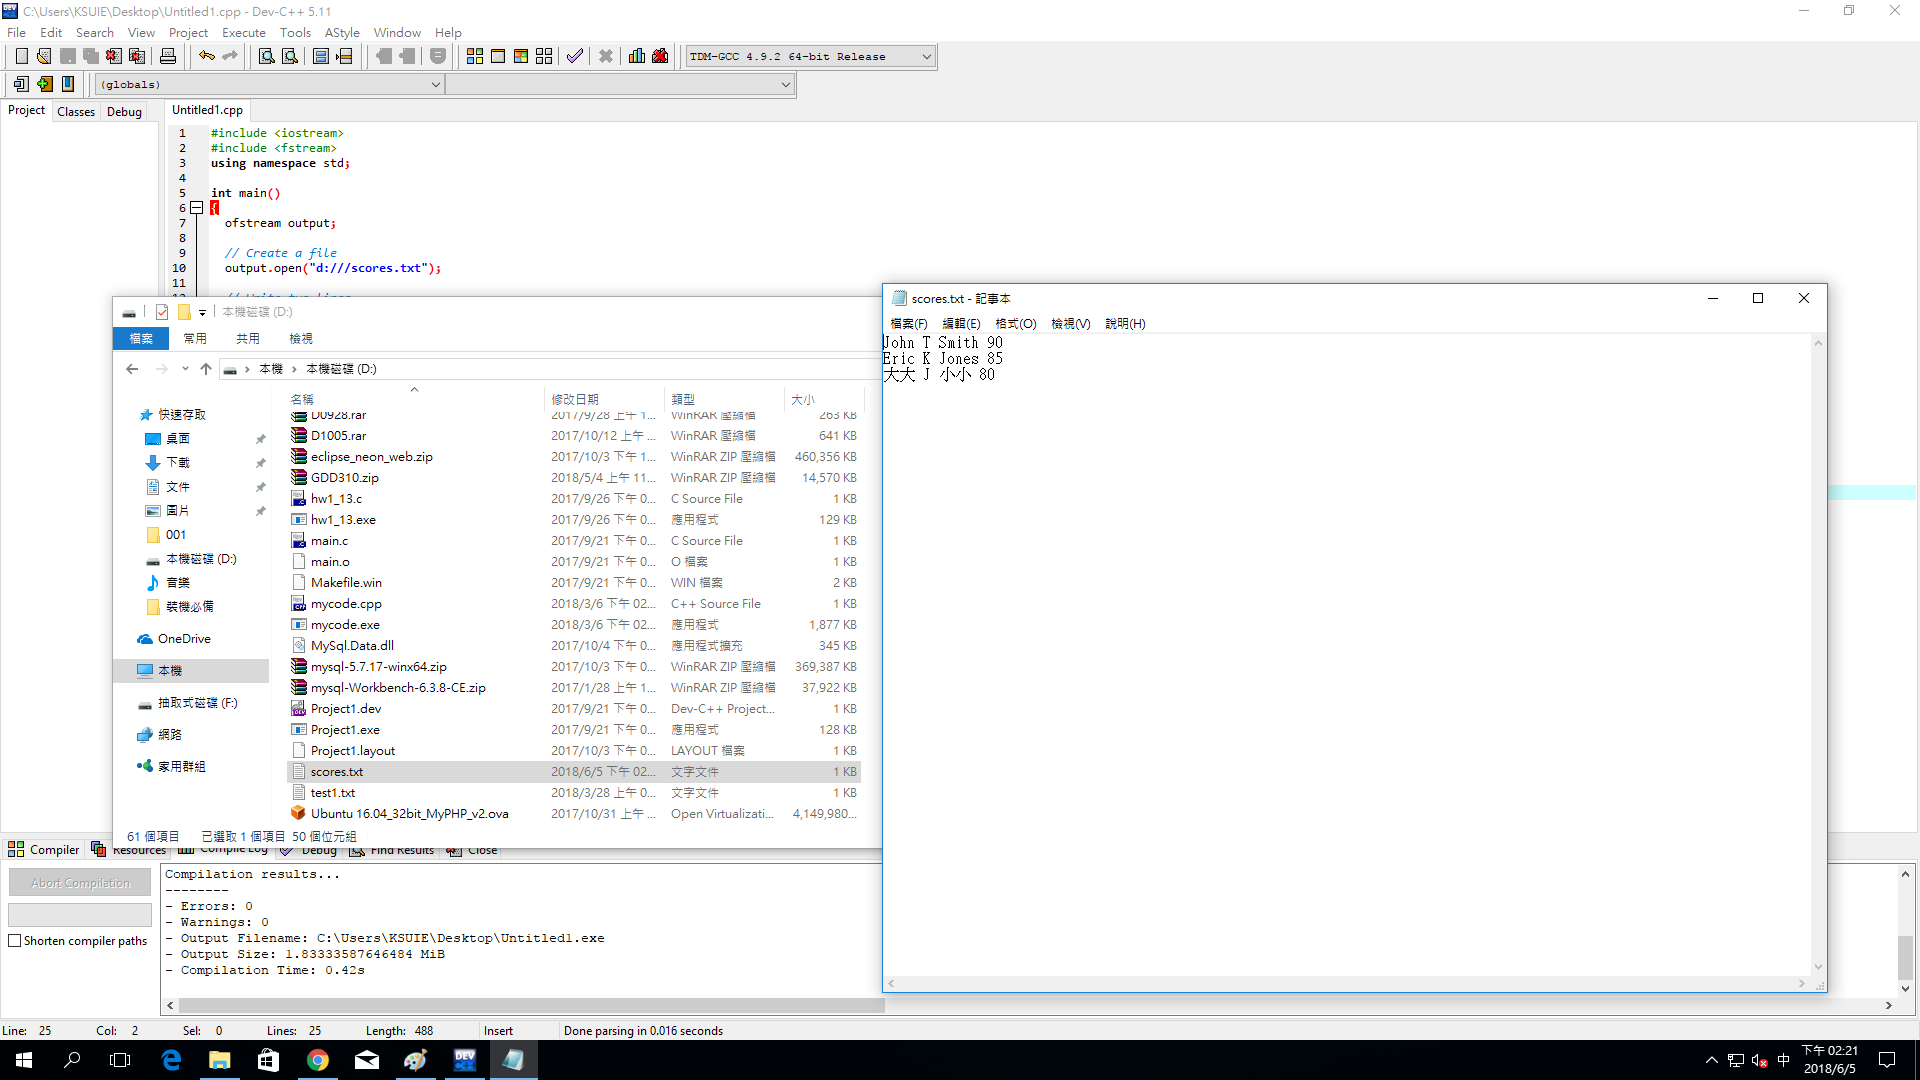 C:\Users\KSUIE\Desktop\Untitled1.cpp - Dev-C++ 5.11
File Edit Search View Project Execute Tools AStyle Window Help
TDM-GCC 4.9.2 64-bit Release
(globals)
Project Classes Debug Untitled1.cpp
1 #include <iostream>
2 #include <fstream>
3 using namespace std;
4
5 int main()
6 {
7 ofstream output;
8
9 // Create a file
10 output.open("d:///scores.txt");
11
本機磁碟 (D:)
檔案 常用 共用 檢視
本機 本機磁碟 (D:)
快速存取
桌面
下載
文件
圖片
001
本機磁碟 (D:)
音樂
裝機必備
OneDrive
本機
抽取式磁碟 (F:)
網路
家用群組
名稱 修改日期 類型 大小
D0928.rar 2017/9/28 上午 1... WinRAR 壓縮檔 263 KB
D1005.rar 2017/10/12 上午 ... WinRAR 壓縮檔 641 KB
eclipse_neon_web.zip 2017/10/3 下午 1... WinRAR ZIP 壓縮檔 460,356 KB
GDD310.zip 2018/5/4 上午 11... WinRAR ZIP 壓縮檔 14,570 KB
hw1_13.c 2017/9/26 下午 0... C Source File 1 KB
hw1_13.exe 2017/9/26 下午 0... 應用程式 129 KB
main.c 2017/9/21 下午 0... C Source File 1 KB
main.o 2017/9/21 下午 0... O 檔案 1 KB
Makefile.win 2017/9/21 下午 0... WIN 檔案 2 KB
mycode.cpp 2018/3/6 下午 02... C++ Source File 1 KB
mycode.exe 2018/3/6 下午 02... 應用程式 1,877 KB
MySql.Data.dll 2017/10/4 下午 0... 應用程式擴充 345 KB
mysql-5.7.17-winx64.zip 2017/10/3 下午 0... WinRAR ZIP 壓縮檔 369,387 KB
mysql-Workbench-6.3.8-CE.zip 2017/1/28 上午 1... WinRAR ZIP 壓縮檔 37,922 KB
Project1.dev 2017/9/21 下午 0... Dev-C++ Project... 1 KB
Project1.exe 2017/9/21 下午 0... 應用程式 128 KB
Project1.layout 2017/10/3 下午 0... LAYOUT 檔案 1 KB
scores.txt 2018/6/5 下午 02... 文字文件 1 KB
test1.txt 2018/3/28 上午 0... 文字文件 1 KB
Ubuntu 16.04_32bit_MyPHP_v2.ova 2017/10/31 上午 ... Open Virtualizati... 4,149,980...
61 個項目 已選取 1 個項目 50 個位元組
scores.txt - 記事本
檔案(F) 編輯(E) 格式(O) 檢視(V) 說明(H)
John T Smith 90
Eric K Jones 85
大大 J 小小 80
Compiler Resources Compile Log Debug Find Results Close
Abort Compilation
Shorten compiler paths
Compilation results...
--------
- Errors: 0
- Warnings: 0
- Output Filename: C:\Users\KSUIE\Desktop\Untitled1.exe
- Output Size: 1.83333587646484 MiB
- Compilation Time: 0.42s
Line: 25 Col: 2 Sel: 0 Lines: 25 Length: 488 Insert Done parsing in 0.016 seconds
DEV C++
中
下午 02:21
2018/6/5